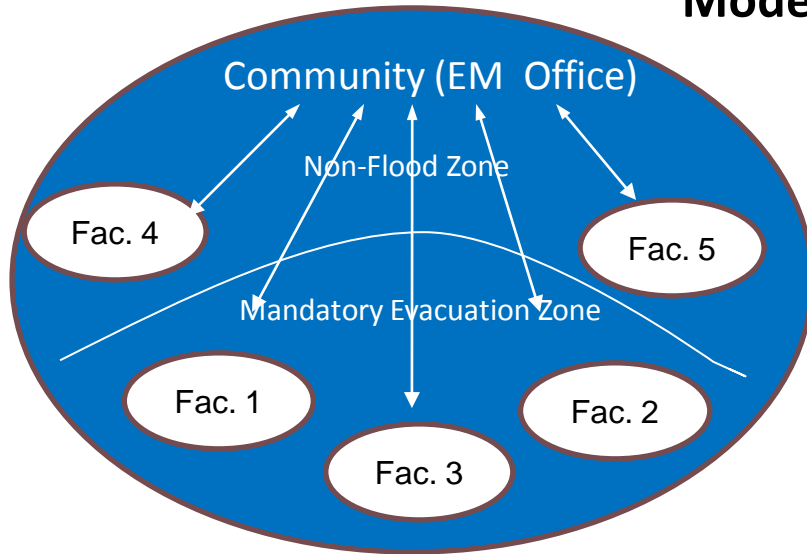 Community (EM Office)
Non-Flood Zone
Fac. 4
Fac. 5
Mandatory Evacuation Zone
Fac. 1
Fac. 2
Fac. 3